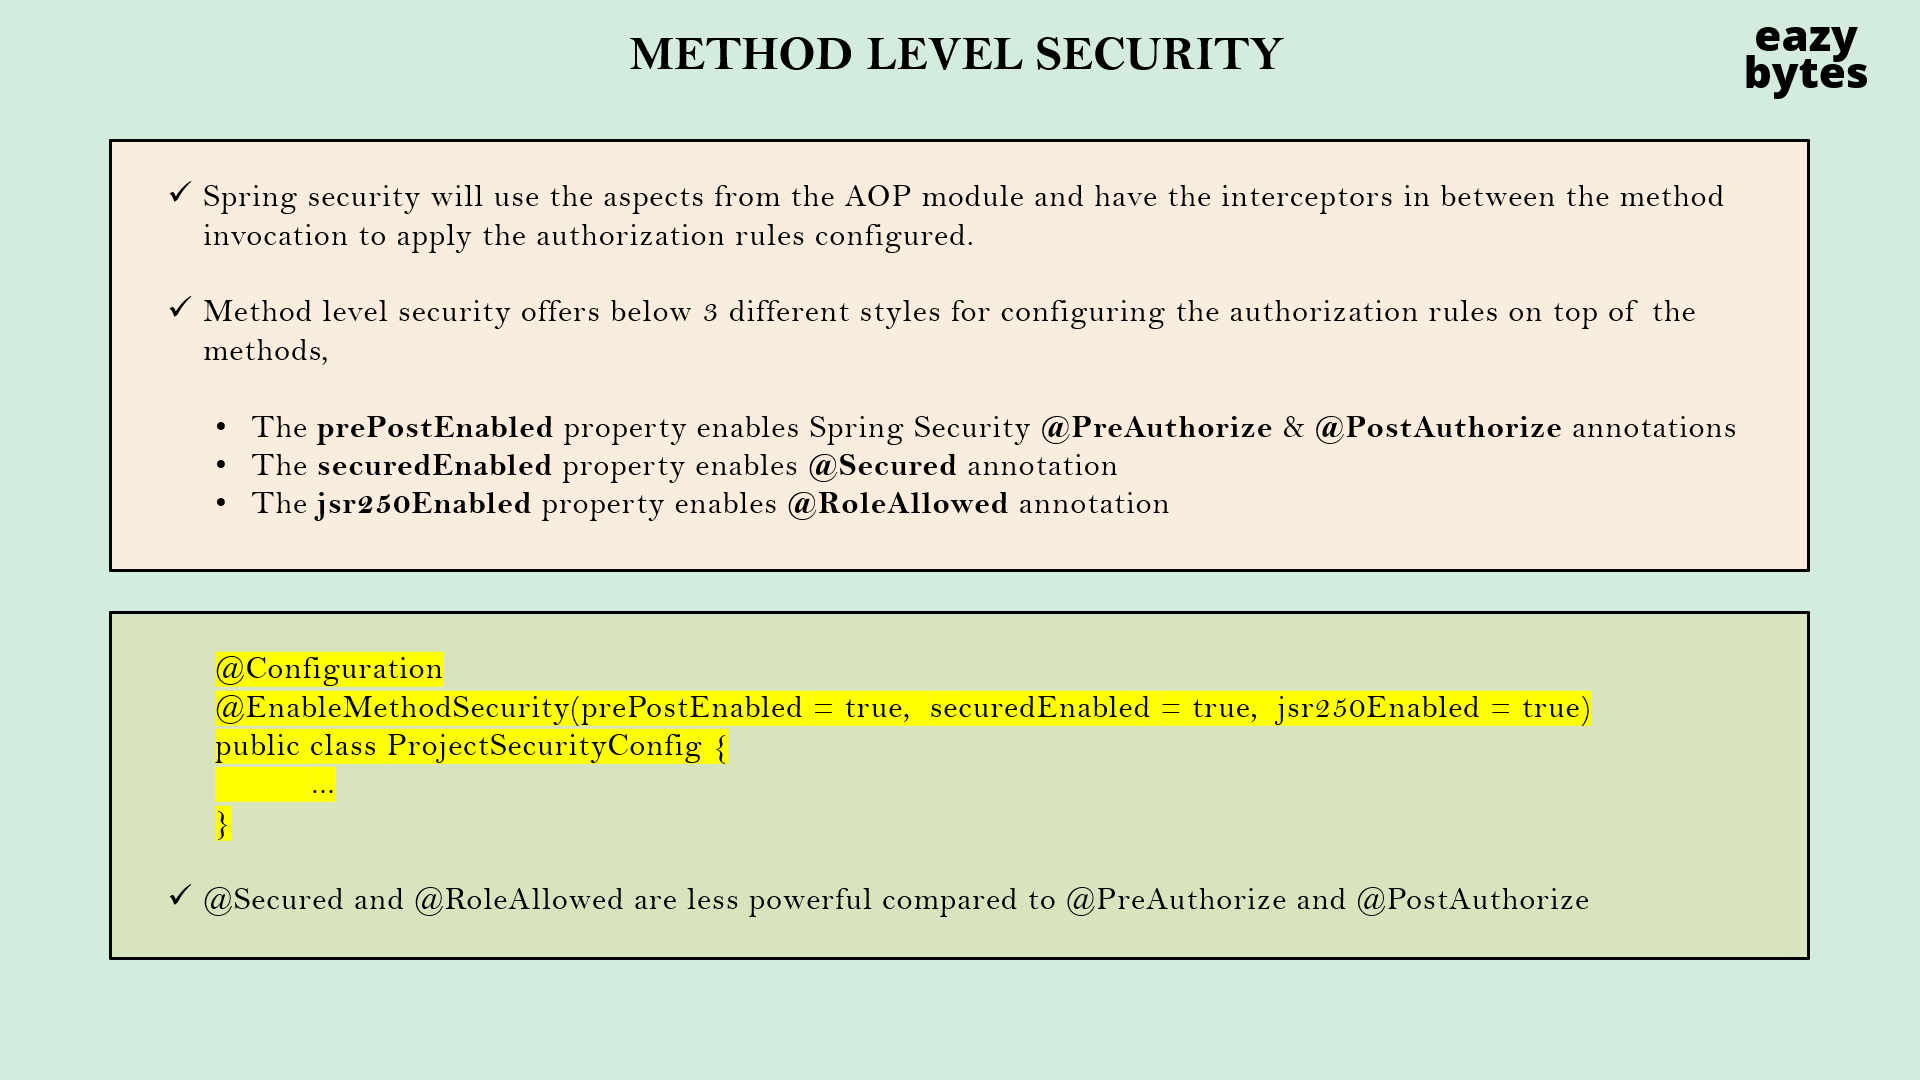 METHOD LEVEL SECURITY
eazy
bytes
✓ Spring security will use the aspects from the AOP module and have the interceptors in between the method
invocation to apply the authorization rules configured.
✓ Method level security offers below 3 different styles for configuring the authorization rules on top of  the
methods,
• The prePostEnabled property enables Spring Security @PreAuthorize & @PostAuthorize annotations
• The securedEnabled property enables @Secured annotation
• The jsr250Enabled property enables @RoleAllowed annotation
@Configuration
@EnableMethodSecurity(prePostEnabled = true,  securedEnabled = true,  jsr250Enabled = true)
public class ProjectSecurityConfig {
...
}
✓ @Secured and @RoleAllowed are less powerful compared to @PreAuthorize and @PostAuthorize